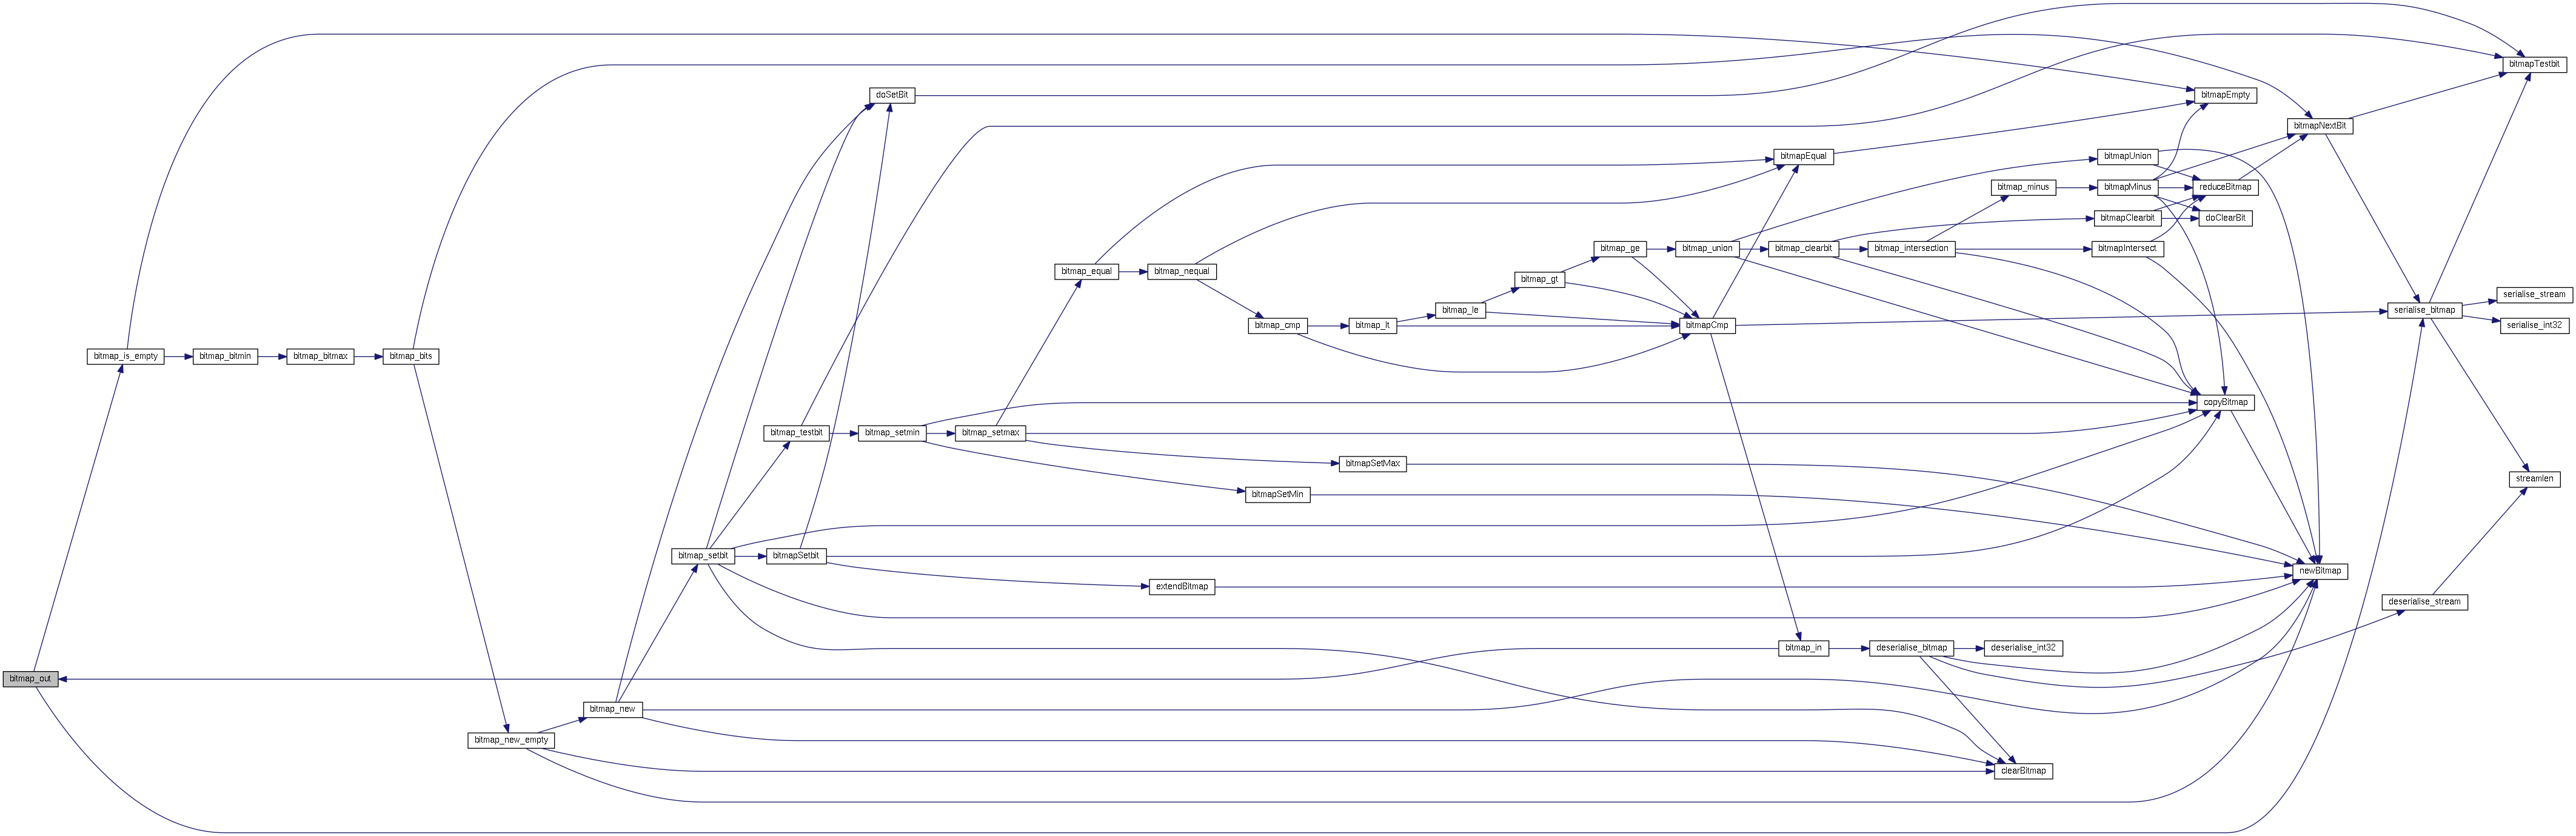 bitmapTestbit
doSetBit
bitmapEmpty
bitmapNextBit
bitmapEqual
bitmapUnion
bitmap_minus
bitmapMinus
reduceBitmap
bitmapClearbit
doClearBit
bitmap_ge
bitmap_union
bitmap_clearbit
bitmap_intersection
bitmapIntersect
bitmap_equal
bitmap_nequal
bitmap_gt
serialise_stream
bitmap_le
serialise_bitmap
bitmap_cmp
bitmap_lt
bitmapCmp
serialise_int32
bitmap_is_empty
bitmap_bitmin
bitmap_bitmax
bitmap_bits
copyBitmap
bitmap_testbit
bitmap_setmin
bitmap_setmax
bitmapSetMax
streamlen
bitmapSetMin
bitmap_setbit
bitmapSetbit
newBitmap
extendBitmap
deserialise_stream
bitmap_in
deserialise_bitmap
deserialise_int32
bitmap_out
bitmap_new
bitmap_new_empty
clearBitmap